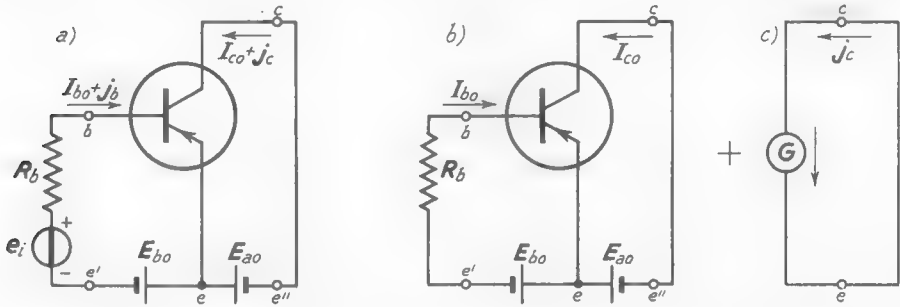 a)
c
I_co + j_c
I_bo + j_b
b
R_b
e_i
+
-
e'
E_bo
e
E_ao
e"
b)
c
I_co
I_bo
b
R_b
e'
E_bo
e
E_ao
e"
+
c)
c
j_c
G
e